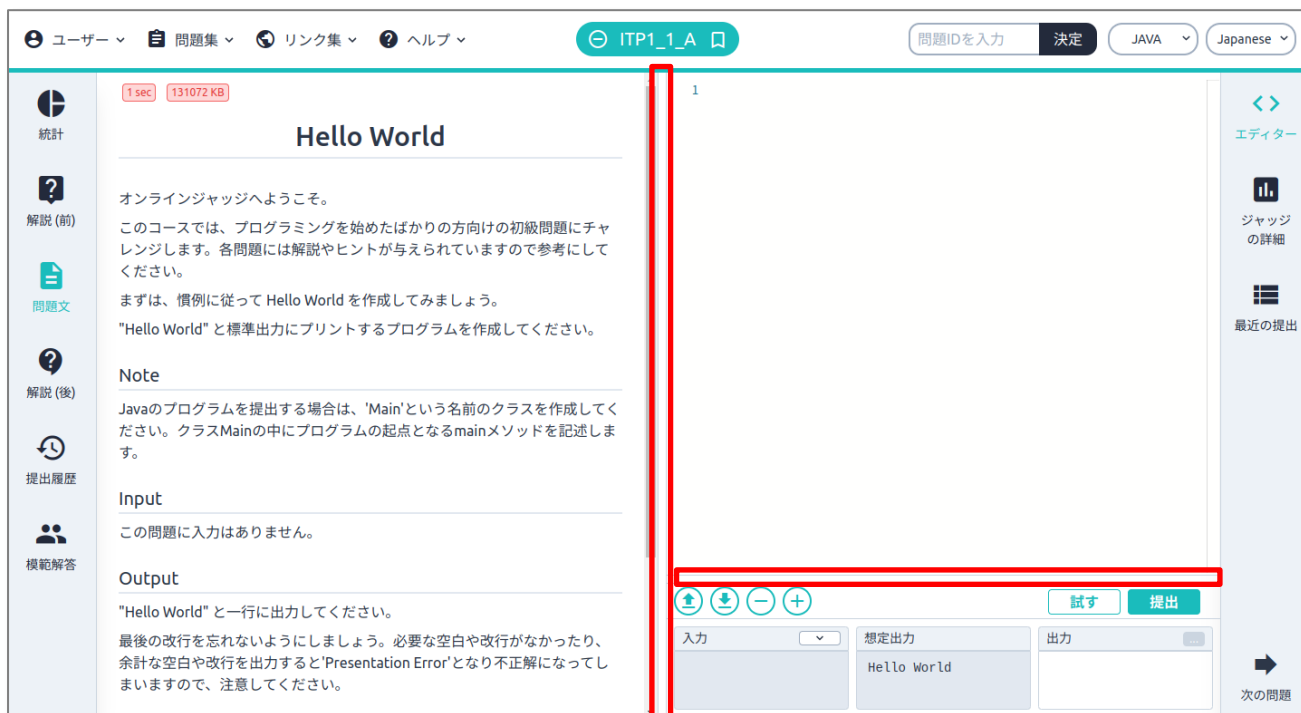 ユーザー 問題集 リンク集 ヘルプ ITP1_1_A 問題IDを入力 決定 JAVA Japanese
統計
解説 (前)
問題文
解説 (後)
提出履歴
模範解答
1 sec 131072 KB
Hello World
オンラインジャッジへようこそ。
このコースでは、プログラミングを始めたばかりの方向けの初級問題にチャ
レンジします。各問題には解説やヒントが与えられていますので参考にして
ください。
まずは、慣例に従って Hello World を作成してみましょう。
"Hello World" と標準出力にプリントするプログラムを作成してください。
Note
Javaのプログラムを提出する場合は、'Main'という名前のクラスを作成してく
ださい。クラスMainの中にプログラムの起点となるmainメソッドを記述しま
す。
Input
この問題に入力はありません。
Output
"Hello World" と一行に出力してください。
最後の改行を忘れないようにしましょう。必要な空白や改行がなかったり、
余計な空白や改行を出力すると'Presentation Error'となり不正解になってし
まいますので、注意してください。
1
試す 提出
入力 想定出力 出力 ...
Hello World
エディター
ジャッジ
の詳細
最近の提出
次の問題